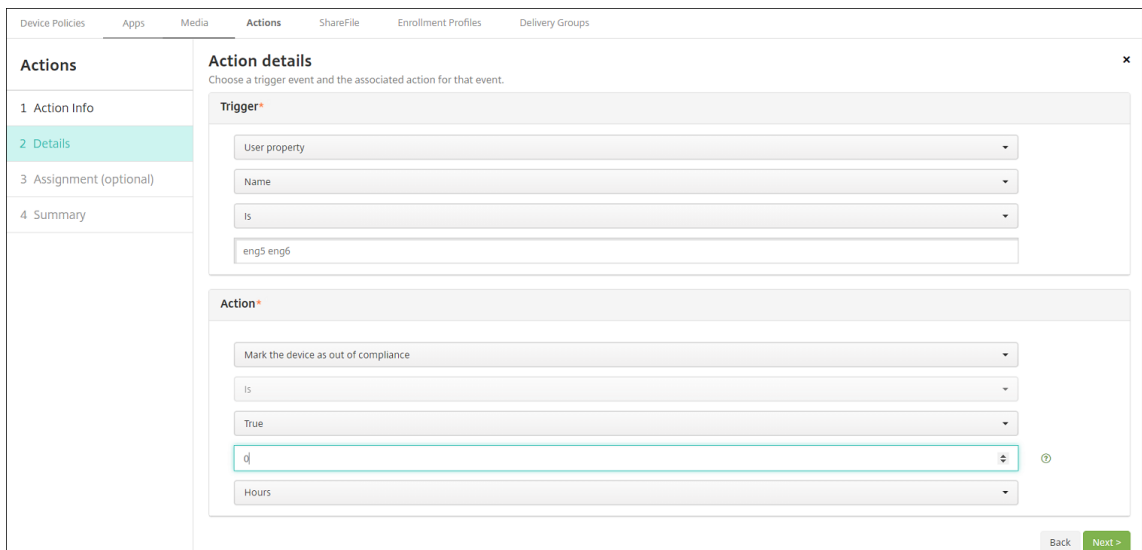 Device Policies Apps Media Actions ShareFile Enrollment Profiles Delivery Groups
Actions
1 Action Info
2 Details
3 Assignment (optional)
4 Summary
Action details
Choose a trigger event and the associated action for that event.
Trigger*
User property
Name
Is
eng5 eng6
Action*
Mark the device as out of compliance
Is
True
0
Hours
Back Next >